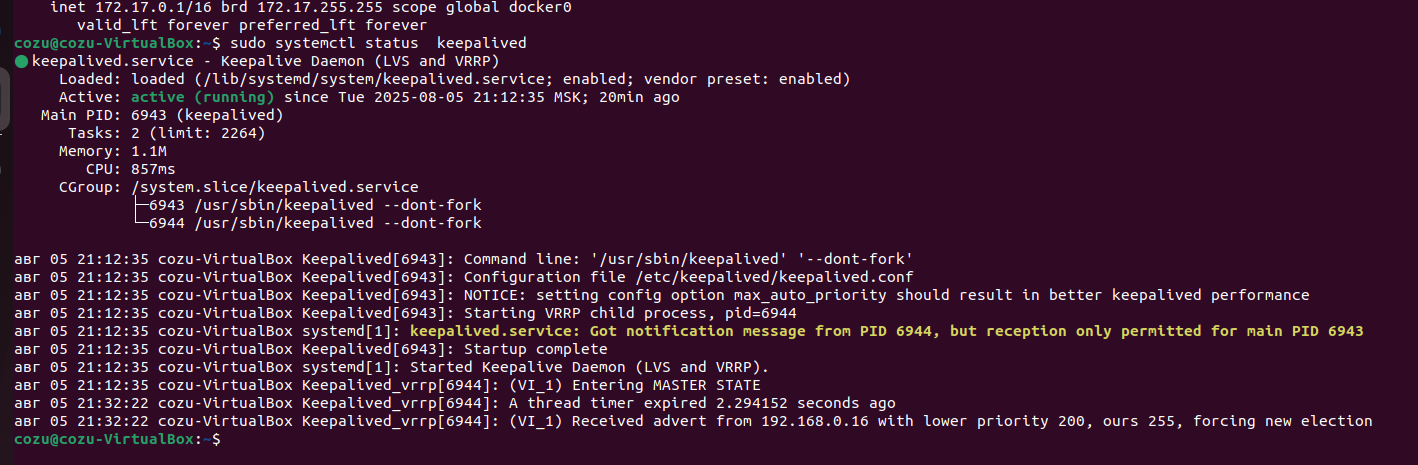 inet 172.17.0.1/16 brd 172.17.255.255 scope global docker0
valid_lft forever preferred_lft forever
cozu@cozu-VirtualBox:~$ sudo systemctl status  keepalived
keepalived.service - Keepalive Daemon (LVS and VRRP)
Loaded: loaded (/lib/systemd/system/keepalived.service; enabled; vendor preset: enabled)
Active: active (running) since Tue 2025-08-05 21:12:35 MSK; 20min ago
Main PID: 6943 (keepalived)
Tasks: 2 (limit: 2264)
Memory: 1.1M
CPU: 857ms
CGroup: /system.slice/keepalived.service
├─6943 /usr/sbin/keepalived --dont-fork
└─6944 /usr/sbin/keepalived --dont-fork
авг 05 21:12:35 cozu-VirtualBox Keepalived[6943]: Command line: '/usr/sbin/keepalived' '--dont-fork'
авг 05 21:12:35 cozu-VirtualBox Keepalived[6943]: Configuration file /etc/keepalived/keepalived.conf
авг 05 21:12:35 cozu-VirtualBox Keepalived[6943]: NOTICE: setting config option max_auto_priority should result in better keepalived performance
авг 05 21:12:35 cozu-VirtualBox Keepalived[6943]: Starting VRRP child process, pid=6944
авг 05 21:12:35 cozu-VirtualBox systemd[1]: keepalived.service: Got notification message from PID 6944, but reception only permitted for main PID 6943
авг 05 21:12:35 cozu-VirtualBox Keepalived[6943]: Startup complete
авг 05 21:12:35 cozu-VirtualBox systemd[1]: Started Keepalive Daemon (LVS and VRRP).
авг 05 21:12:35 cozu-VirtualBox Keepalived_vrrp[6944]: (VI_1) Entering MASTER STATE
авг 05 21:32:22 cozu-VirtualBox Keepalived_vrrp[6944]: A thread timer expired 2.294152 seconds ago
авг 05 21:32:22 cozu-VirtualBox Keepalived_vrrp[6944]: (VI_1) Received advert from 192.168.0.16 with lower priority 200, ours 255, forcing new election
cozu@cozu-VirtualBox:~$